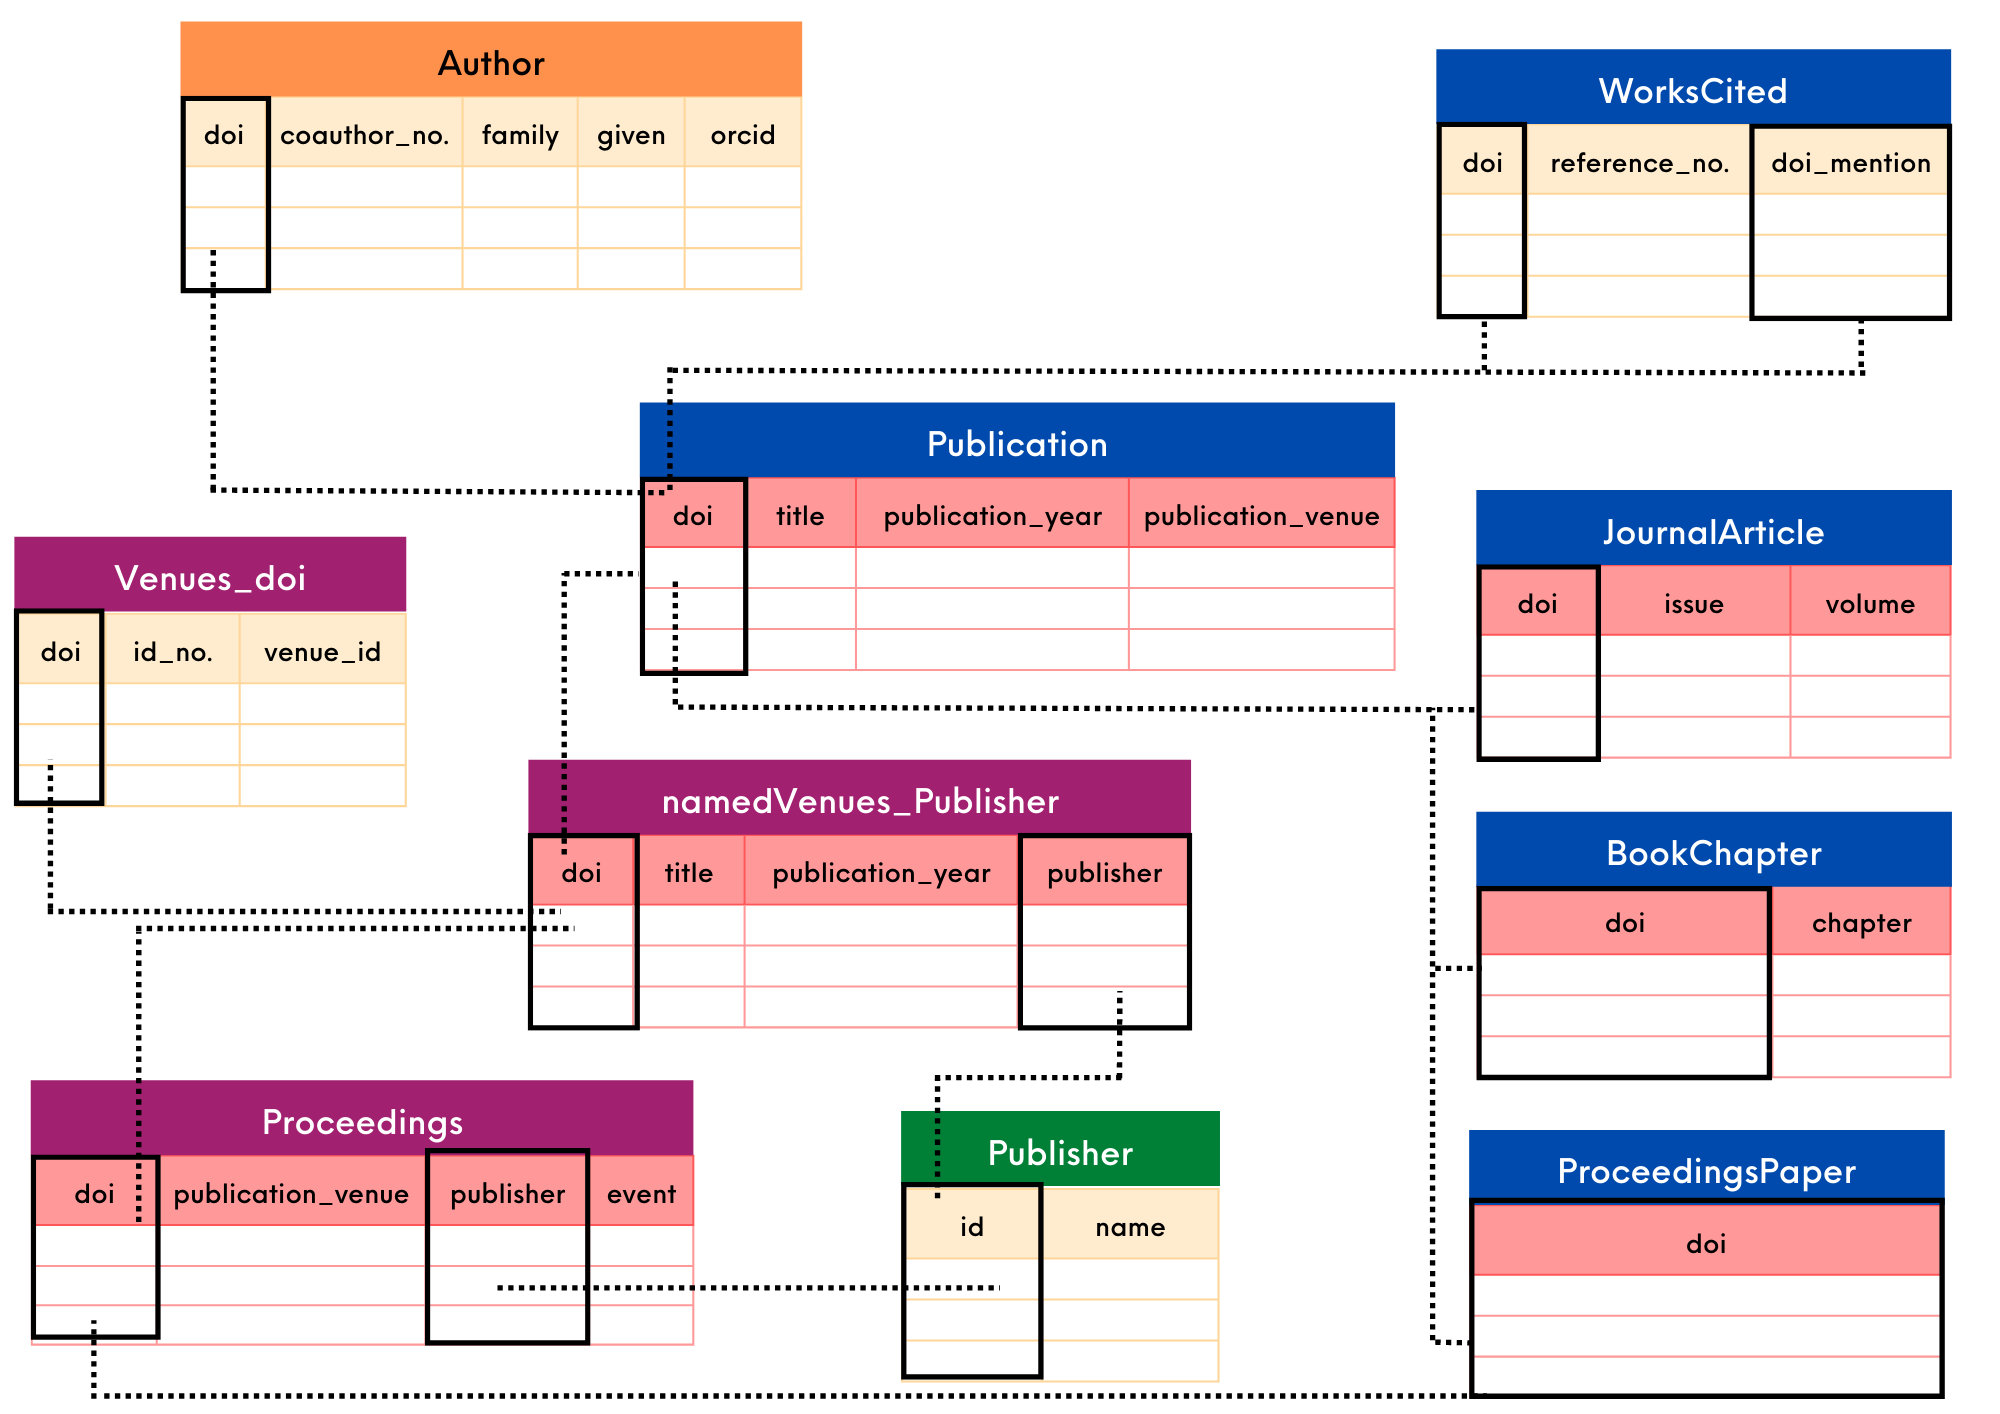 Author
doi coauthor_no. family given orcid
WorksCited
doi reference_no. doi_mention
Publication
doi title publication_year publication_venue
JournalArticle
doi issue volume
Venues_doi
doi id_no. venue_id
namedVenues_Publisher
doi title publication_year publisher
BookChapter
doi chapter
Proceedings
doi publication_venue publisher event
Publisher
id name
ProceedingsPaper
doi